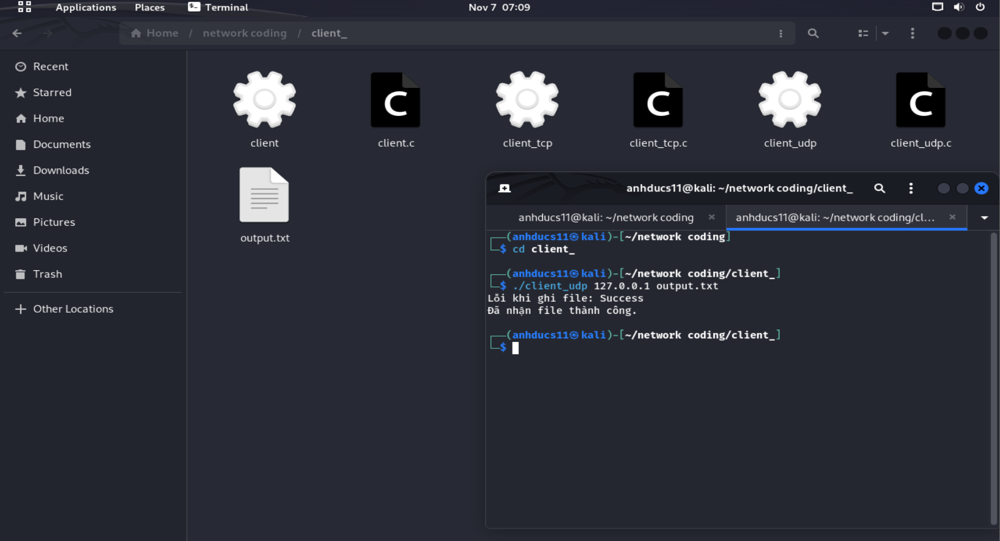 Applications Places Terminal Nov 7 07:09
Home / network coding / client_
Recent
Starred
Home
Documents
Downloads
Music
Pictures
Videos
Trash
Other Locations
client client.c client_tcp client_tcp.c client_udp client_udp.c
output.txt
anhducs11@kali: ~/network coding/client_
anhducs11@kali: ~/network coding × anhducs11@kali: ~/network coding/cl... ×
(anhducs11㉿kali)-[~/network coding]
$ cd client_
(anhducs11㉿kali)-[~/network coding/client_]
$ ./client_udp 127.0.0.1 output.txt
Lỗi khi ghi file: Success
Đã nhận file thành công.
(anhducs11㉿kali)-[~/network coding/client_]
$